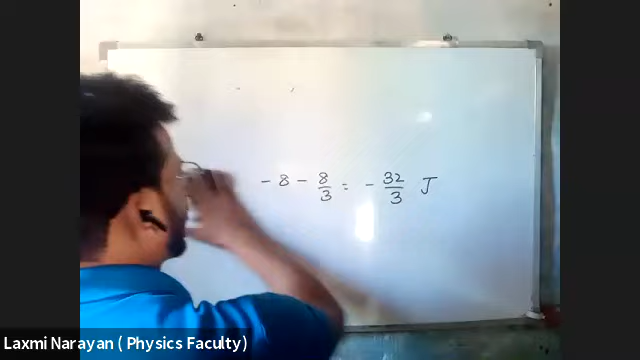 - 8 - 8/3 = - 32/3 J
Laxmi Narayan ( Physics Faculty)